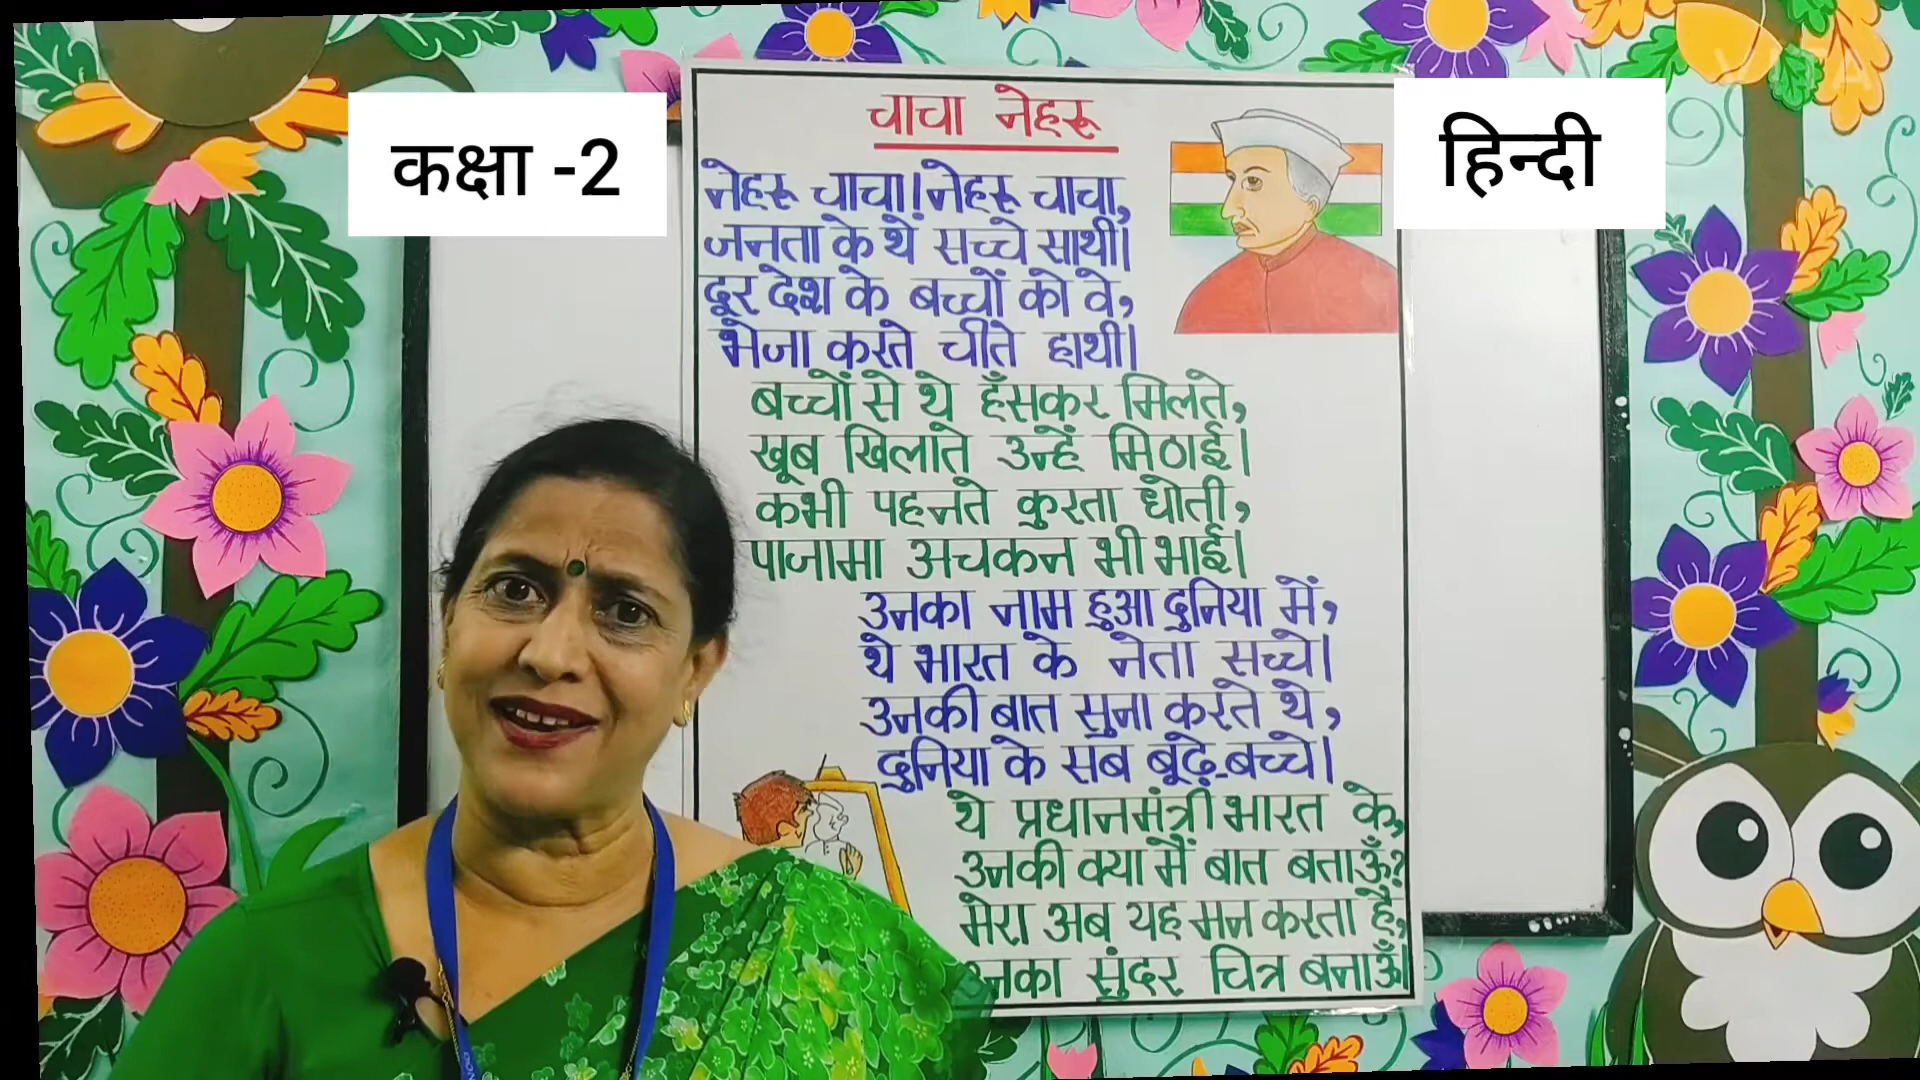 कक्षा -2
हिन्दी
VITA
चाचा नेहरू
नेहरू चाचा! नेहरू चाचा,
जनता के थे सच्चे साथी।
दूर देश के बच्चों को वे,
भेजा करते चीते हाथी।
बच्चों से थे हँसकर मिलते,
खूब खिलाते उन्हें मिठाई।
कभी पहनते कुरता धोती,
पाजामा अचकन भी भाई।
उनका नाम हुआ दुनिया में,
थे भारत के नेता सच्चे।
उनकी बात सुना करते थे,
दुनिया के सब बूढ़े-बच्चे।
थे प्रधानमंत्री भारत के,
उनकी क्या मैं बात बताऊँ?
मेरा अब यह मन करता है,
उनका सुंदर चित्र बनाऊँ।